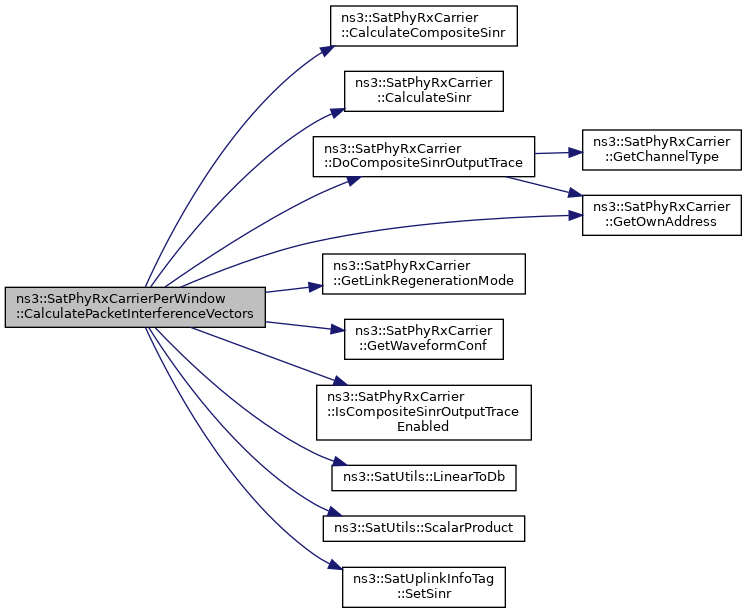 ns3::SatPhyRxCarrier
::CalculateCompositeSinr
ns3::SatPhyRxCarrier
::CalculateSinr
ns3::SatPhyRxCarrier
::DoCompositeSinrOutputTrace
ns3::SatPhyRxCarrier
::GetChannelType
ns3::SatPhyRxCarrier
::GetOwnAddress
ns3::SatPhyRxCarrierPerWindow
::CalculatePacketInterferenceVectors
ns3::SatPhyRxCarrier
::GetLinkRegenerationMode
ns3::SatPhyRxCarrier
::GetWaveformConf
ns3::SatPhyRxCarrier
::IsCompositeSinrOutputTrace
Enabled
ns3::SatUtils::LinearToDb
ns3::SatUtils::ScalarProduct
ns3::SatUplinkInfoTag
::SetSinr